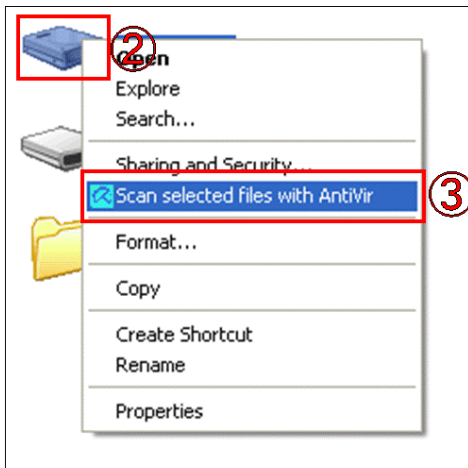 ②
Open
Explore
Search...
Sharing and Security...
Scan selected files with AntiVir
③
Format...
Copy
Create Shortcut
Rename
Properties